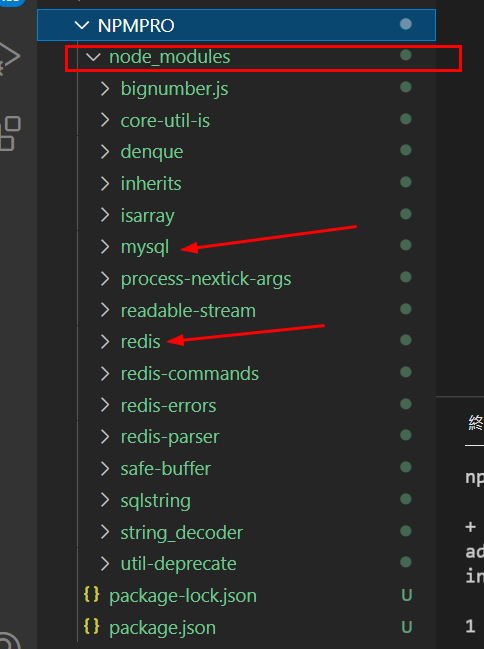 NPMPRO
node_modules
bignumber.js
core-util-is
denque
inherits
isarray
mysql
process-nextick-args
readable-stream
redis
redis-commands
redis-errors
redis-parser
safe-buffer
sqlstring
string_decoder
util-deprecate
{} package-lock.json U
{} package.json U
終
np
+
ad
in
1